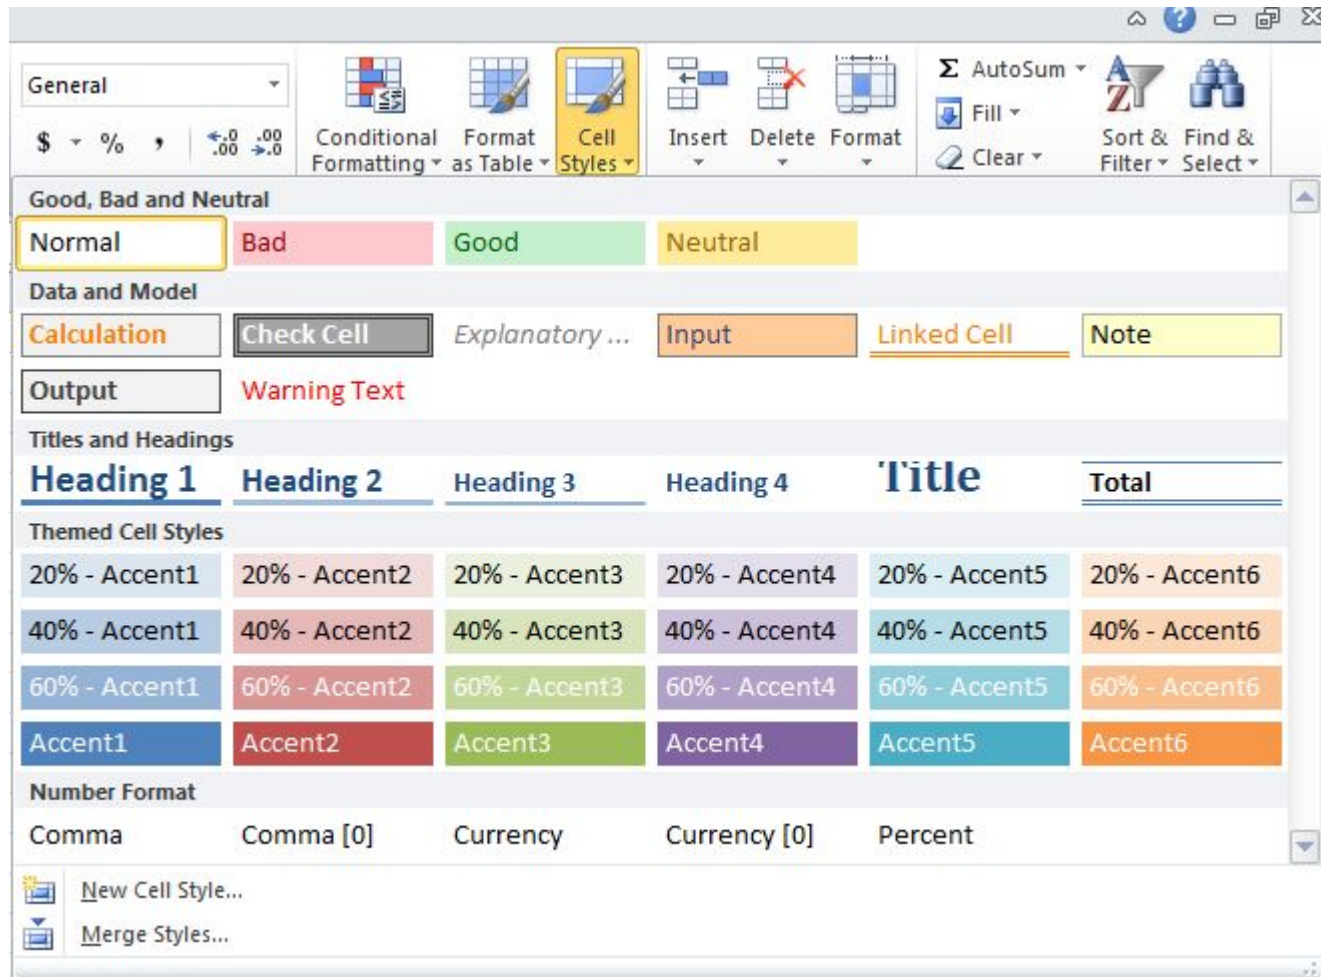 General
Σ AutoSum
Fill
Clear
$ % , .0 .00 .00 .0
Conditional Formatting
Format as Table
Cell Styles
Insert
Delete
Format
Sort & Filter
Find & Select
Good, Bad and Neutral
Normal Bad Good Neutral
Data and Model
Calculation Check Cell Explanatory ... Input Linked Cell Note
Output Warning Text
Titles and Headings
Heading 1 Heading 2 Heading 3 Heading 4 Title Total
Themed Cell Styles
20% - Accent1 20% - Accent2 20% - Accent3 20% - Accent4 20% - Accent5 20% - Accent6
40% - Accent1 40% - Accent2 40% - Accent3 40% - Accent4 40% - Accent5 40% - Accent6
60% - Accent1 60% - Accent2 60% - Accent3 60% - Accent4 60% - Accent5 60% - Accent6
Accent1 Accent2 Accent3 Accent4 Accent5 Accent6
Number Format
Comma Comma [0] Currency Currency [0] Percent
New Cell Style...
Merge Styles...